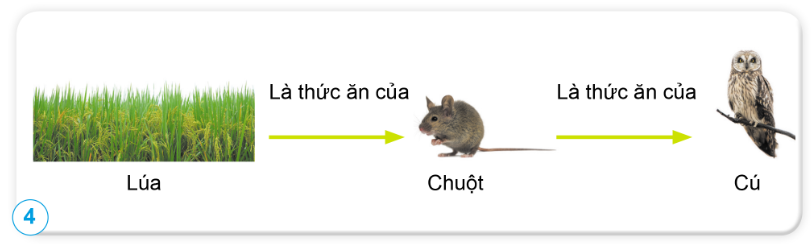 Là thức ăn của
Là thức ăn của
Lúa
Chuột
Cú
4